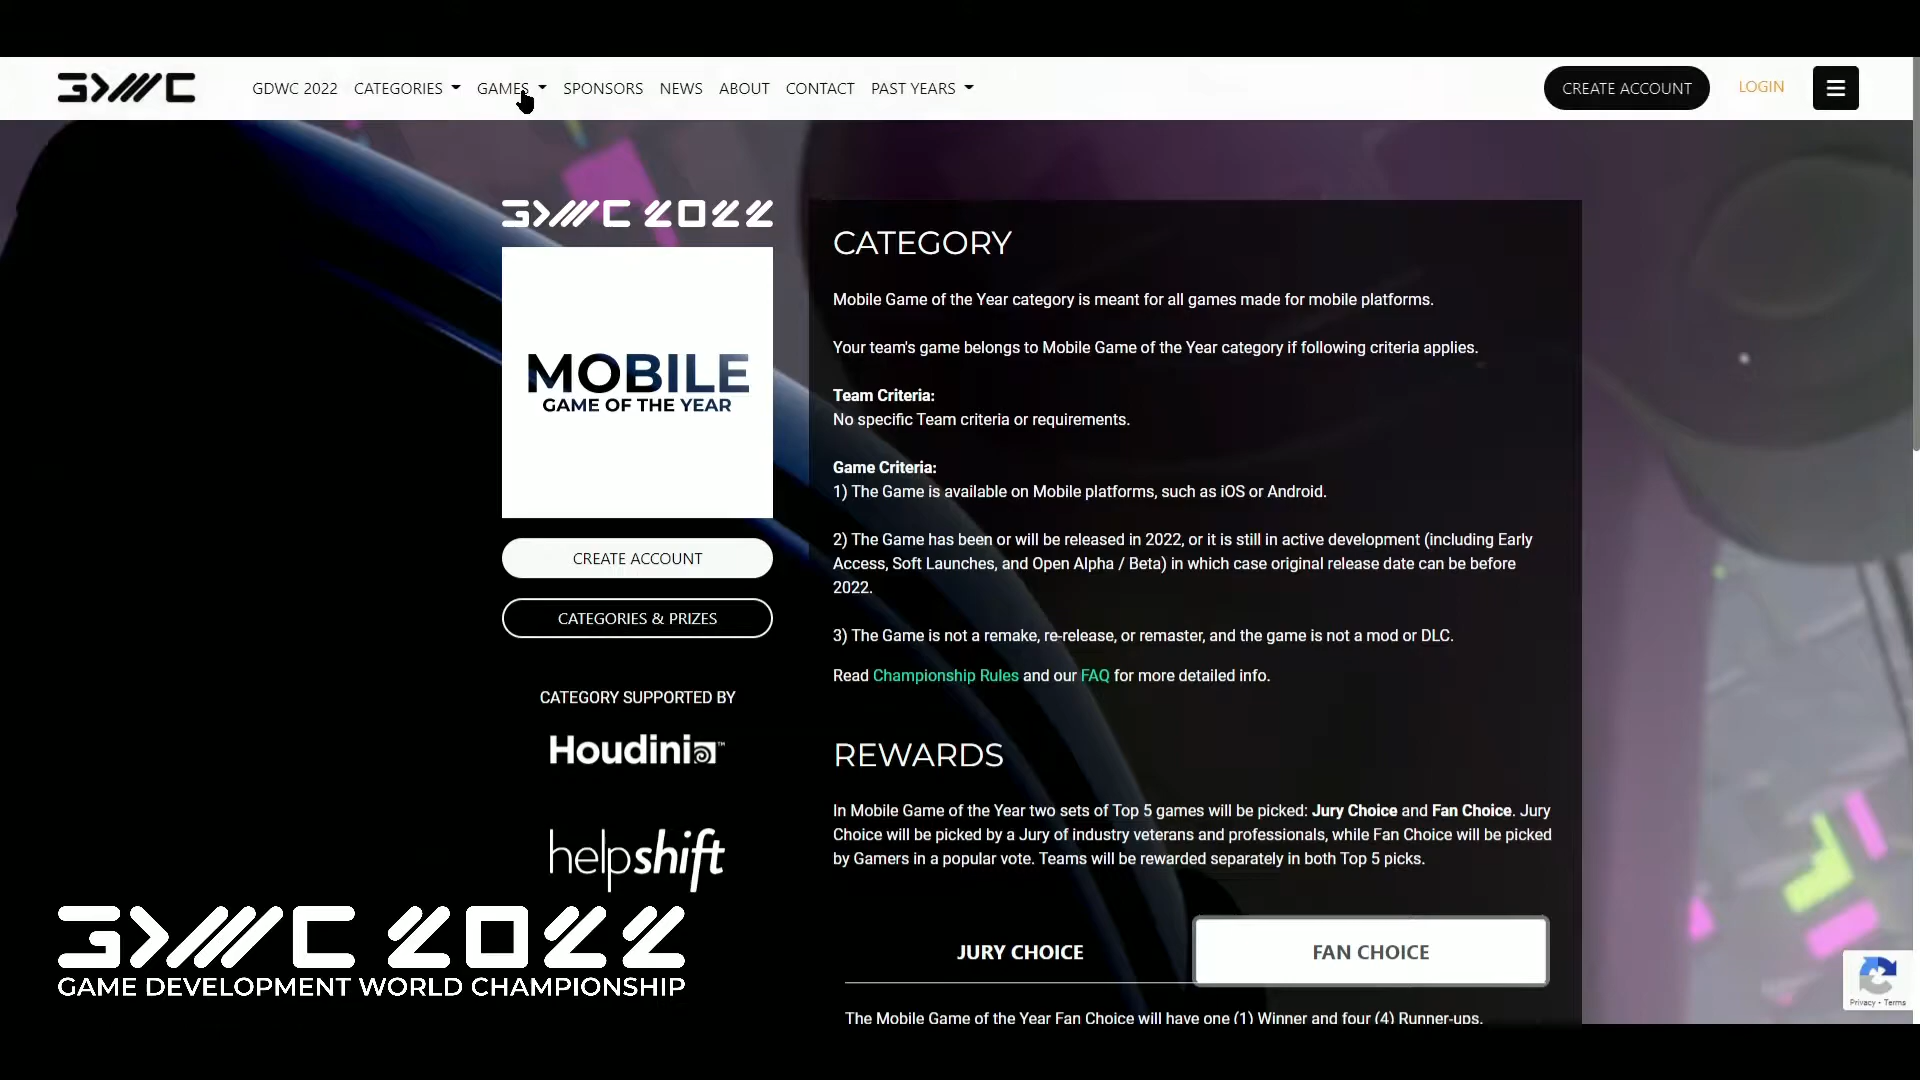 GDWC
GDWC 2022
CATEGORIES
GAMES
SPONSORS
NEWS
ABOUT
CONTACT
PAST YEARS
CREATE ACCOUNT
LOGIN
GDWC 2022
MOBILE
GAME OF THE YEAR
CREATE ACCOUNT
CATEGORIES & PRIZES
CATEGORY SUPPORTED BY
Houdini™
helpshift
GDWC 2022
GAME DEVELOPMENT WORLD CHAMPIONSHIP
CATEGORY
Mobile Game of the Year category is meant for all games made for mobile platforms.
Your team's game belongs to Mobile Game of the Year category if following criteria applies.
Team Criteria:
No specific Team criteria or requirements.
Game Criteria:
1) The Game is available on Mobile platforms, such as iOS or Android.
2) The Game has been or will be released in 2022, or it is still in active development (including Early
Access, Soft Launches, and Open Alpha / Beta) in which case original release date can be before
2022.
3) The Game is not a remake, re-release, or remaster, and the game is not a mod or DLC.
Read Championship Rules and our FAQ for more detailed info.
REWARDS
In Mobile Game of the Year two sets of Top 5 games will be picked: Jury Choice and Fan Choice. Jury
Choice will be picked by a Jury of industry veterans and professionals, while Fan Choice will be picked
by Gamers in a popular vote. Teams will be rewarded separately in both Top 5 picks.
JURY CHOICE
FAN CHOICE
The Mobile Game of the Year Fan Choice will have one (1) Winner and four (4) Runner-ups.
Privacy • Terms